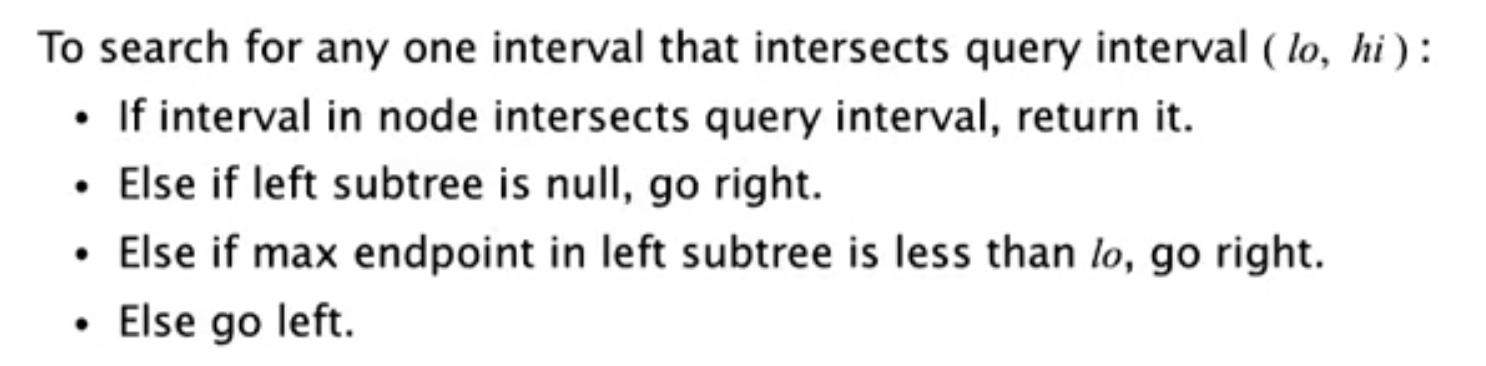 To search for any one interval that intersects query interval ( lo, hi ) :
• If interval in node intersects query interval, return it.
• Else if left subtree is null, go right.
• Else if max endpoint in left subtree is less than lo, go right.
• Else go left.